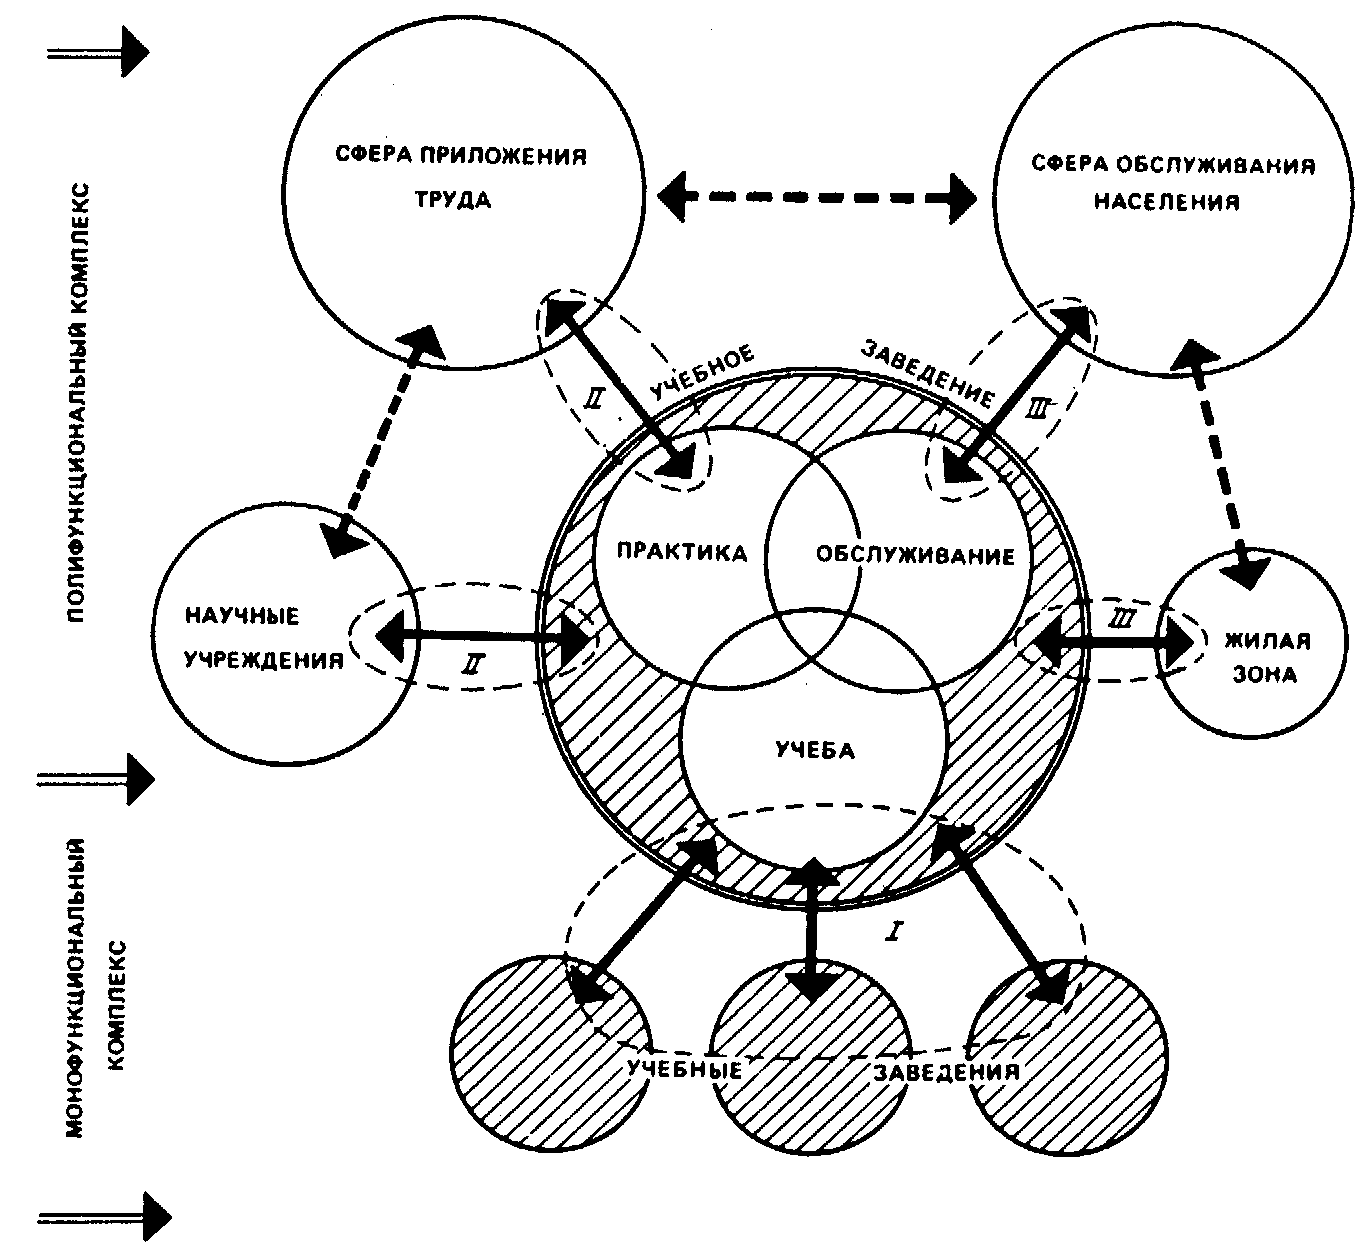 СФЕРА ПРИЛОЖЕНИЯ
ТРУДА
СФЕРА ОБСЛУЖИВАНИЯ
НАСЕЛЕНИЯ
ПОЛИФУНКЦИОНАЛЬНЫЙ КОМПЛЕКС
УЧЕБНОЕ
ЗАВЕДЕНИЕ
II
III
ПРАКТИКА
ОБСЛУЖИВАНИЕ
НАУЧНЫЕ
УЧРЕЖДЕНИЯ
II
III
ЖИЛАЯ
ЗОНА
УЧЕБА
МОНОФУНКЦИОНАЛЬНЫЙ
КОМПЛЕКС
I
УЧЕБНЫЕ
ЗАВЕДЕНИЯ